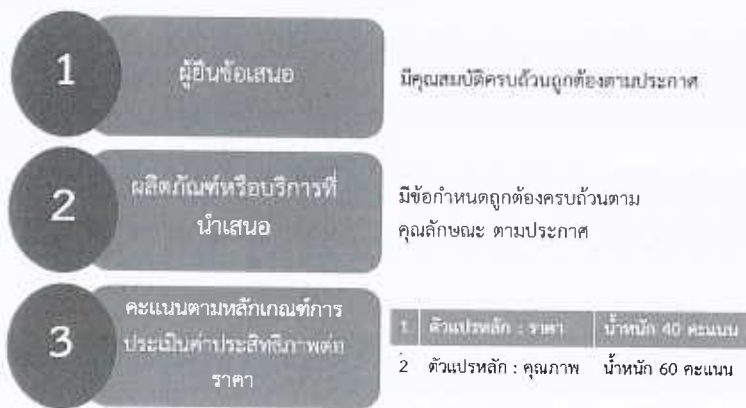 1
ผู้ยื่นข้อเสนอ
มีคุณสมบัติครบถ้วนถูกต้องตามประกาศ
2
ผลิตภัณฑ์หรือบริการที่
นำเสนอ
มีข้อกำหนดถูกต้องครบถ้วนตาม
คุณลักษณะ ตามประกาศ
3
คะแนนตามหลักเกณฑ์การ
ประเมินค่าประสิทธิภาพต่อ
ราคา
1 ตัวแปรหลัก : ราคา น้ำหนัก 40 คะแนน
2 ตัวแปรหลัก : คุณภาพ น้ำหนัก 60 คะแนน